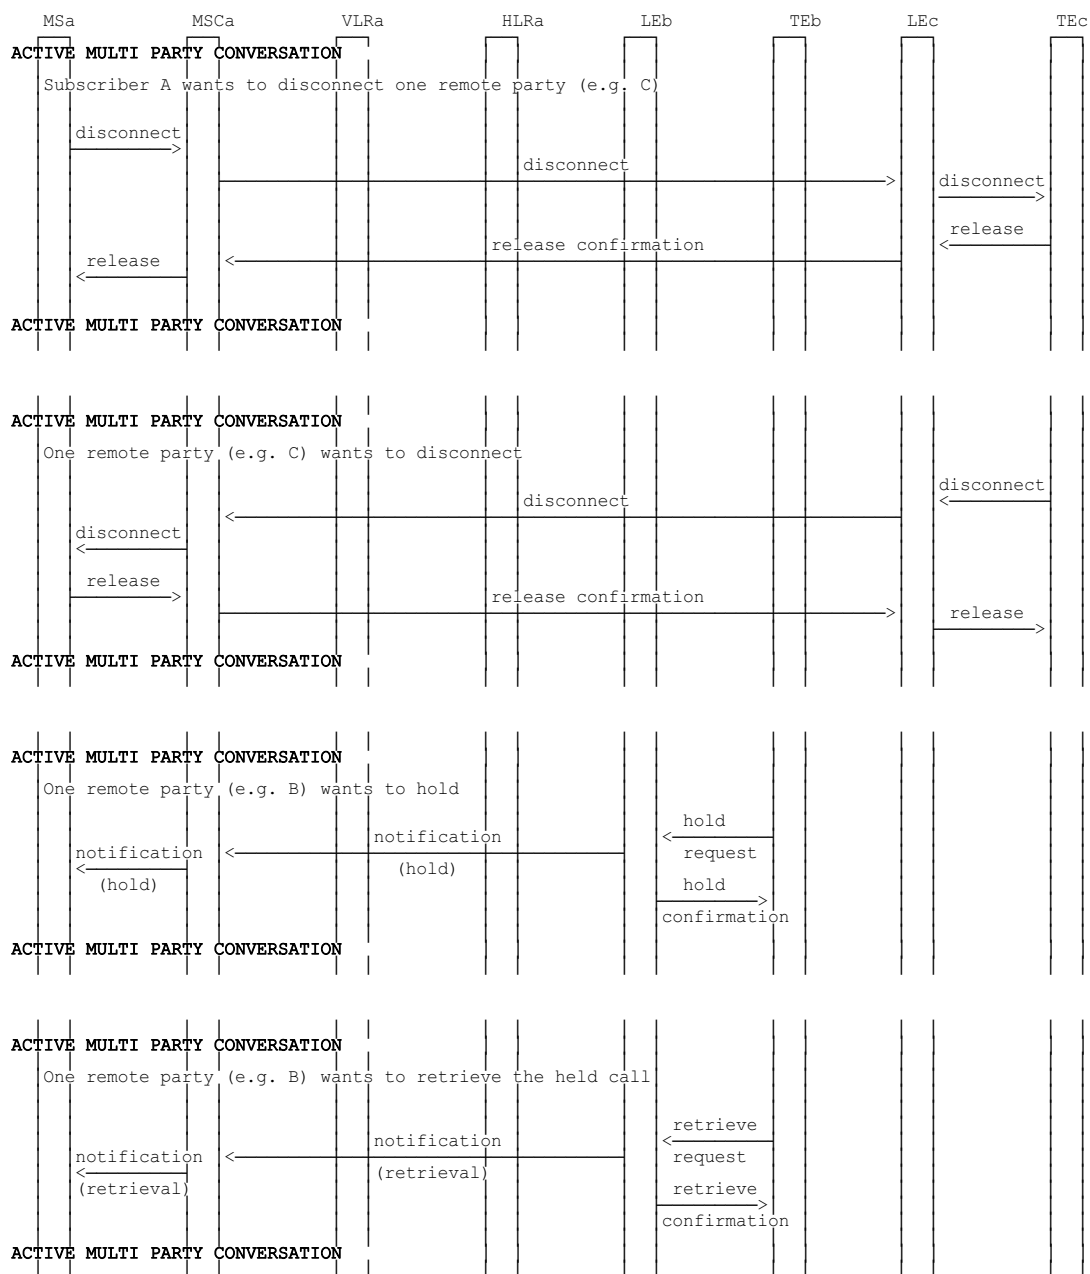 MSa MSCa VLRa HLRa LEb TEb LEc TEc
ACTIVE MULTI PARTY CONVERSATION
Subscriber A wants to disconnect one remote party (e.g. C)
disconnect
disconnect
disconnect
release
release confirmation
release
ACTIVE MULTI PARTY CONVERSATION
ACTIVE MULTI PARTY CONVERSATION
One remote party (e.g. C) wants to disconnect
disconnect
disconnect
disconnect
release
release confirmation
release
ACTIVE MULTI PARTY CONVERSATION
ACTIVE MULTI PARTY CONVERSATION
One remote party (e.g. B) wants to hold
hold
request
notification
(hold)
notification
(hold)
hold
confirmation
ACTIVE MULTI PARTY CONVERSATION
ACTIVE MULTI PARTY CONVERSATION
One remote party (e.g. B) wants to retrieve the held call
retrieve
request
notification
(retrieval)
notification
(retrieval)
retrieve
confirmation
ACTIVE MULTI PARTY CONVERSATION